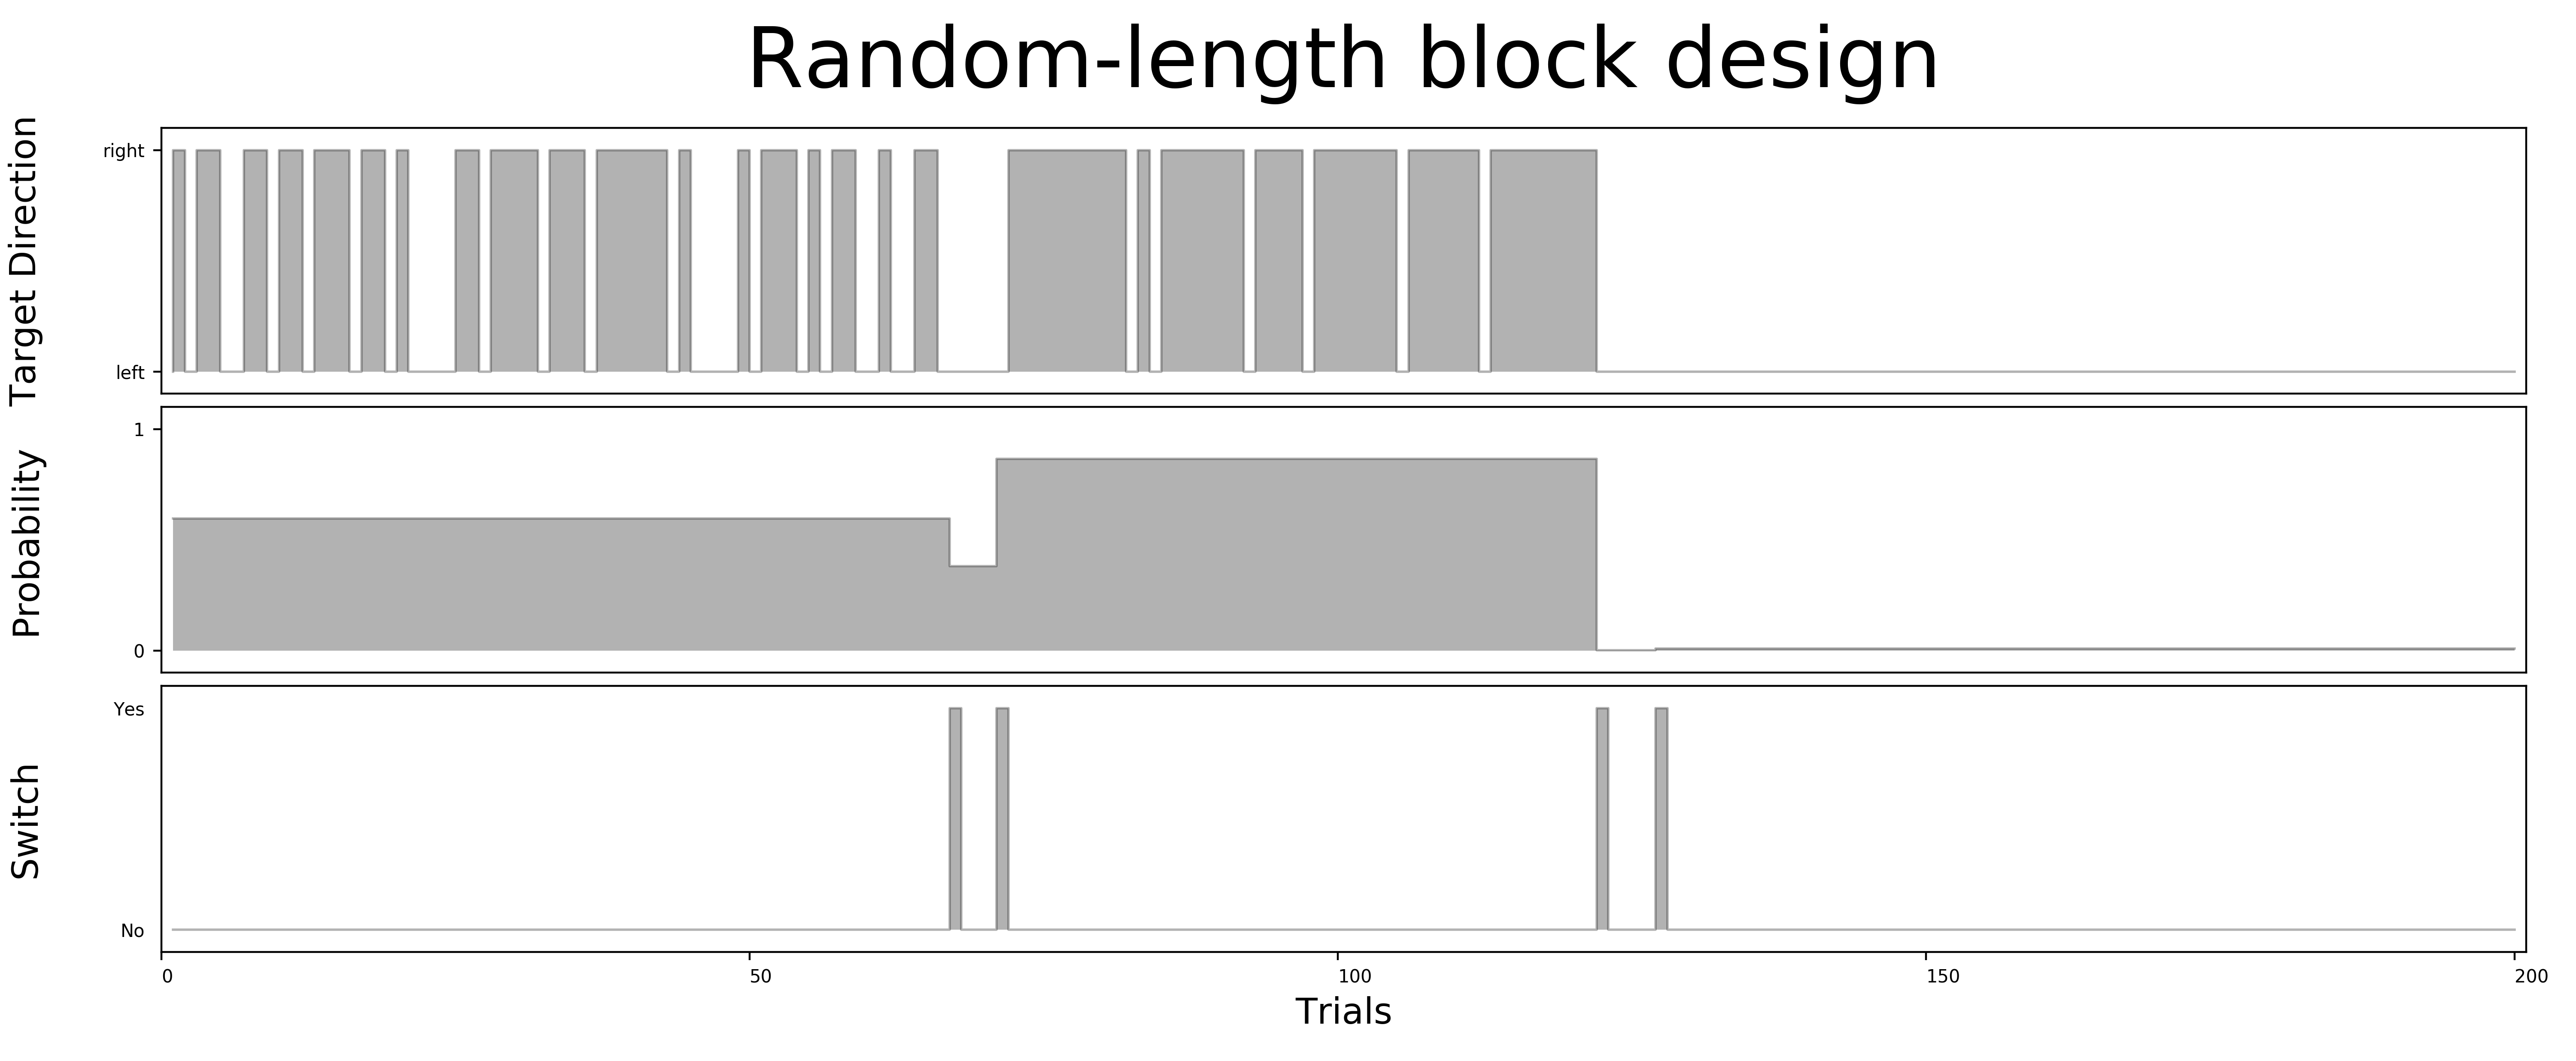 Random-length block design
Target Direction
right
left
Probability
1
0
Switch
Yes
No
0 50 100 150 200
Trials